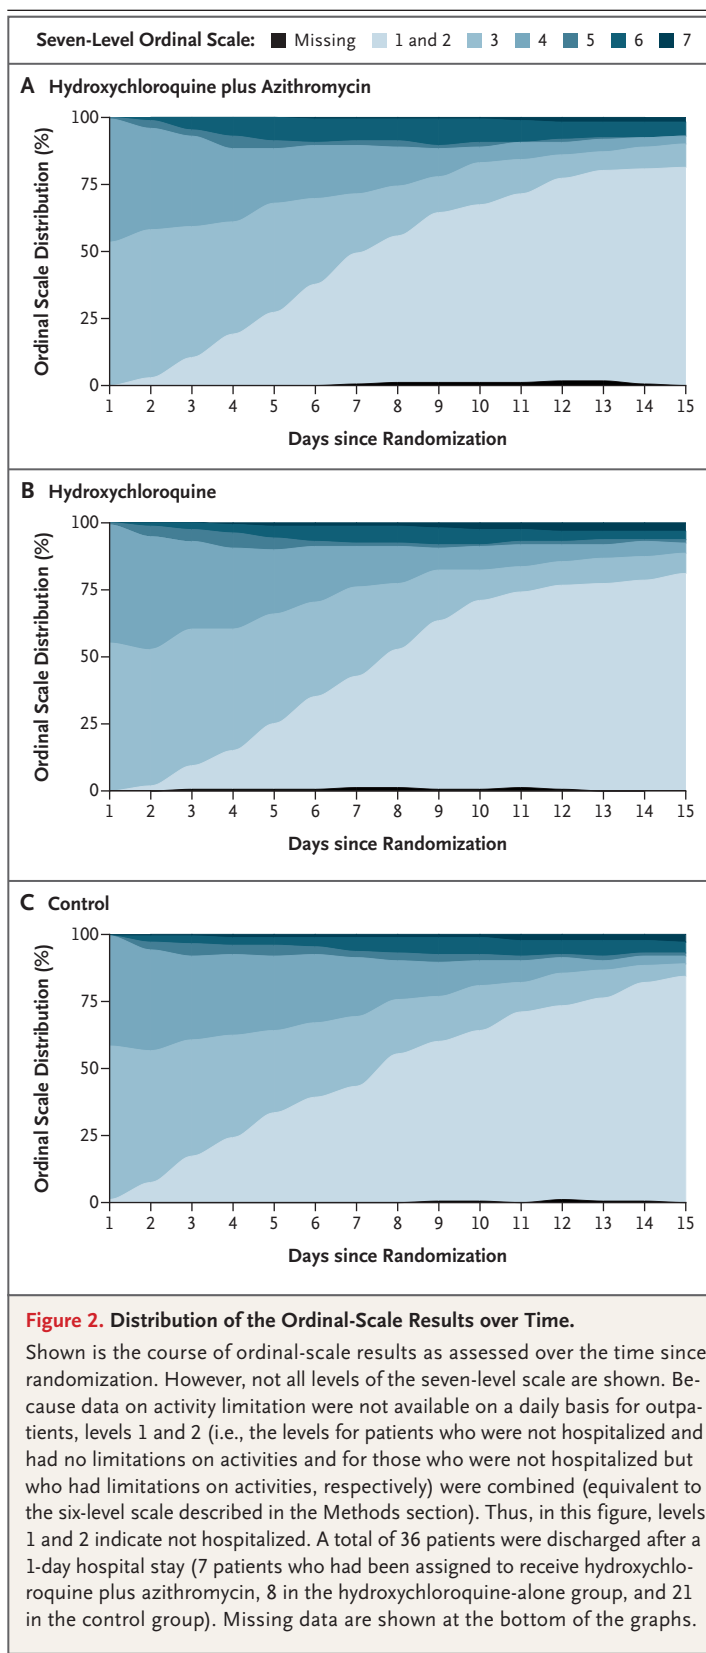 Seven-Level Ordinal Scale: Missing 1 and 2 3 4 5 6 7
A Hydroxychloroquine plus Azithromycin
Ordinal Scale Distribution (%)
100
75
50
25
0
1 2 3 4 5 6 7 8 9 10 11 12 13 14 15
Days since Randomization
B Hydroxychloroquine
Ordinal Scale Distribution (%)
100
75
50
25
0
1 2 3 4 5 6 7 8 9 10 11 12 13 14 15
Days since Randomization
C Control
Ordinal Scale Distribution (%)
100
75
50
25
0
1 2 3 4 5 6 7 8 9 10 11 12 13 14 15
Days since Randomization
Figure 2. Distribution of the Ordinal-Scale Results over Time.
Shown is the course of ordinal-scale results as assessed over the time since
randomization. However, not all levels of the seven-level scale are shown. Be-
cause data on activity limitation were not available on a daily basis for outpa-
tients, levels 1 and 2 (i.e., the levels for patients who were not hospitalized and
had no limitations on activities and for those who were not hospitalized but
who had limitations on activities, respectively) were combined (equivalent to
the six-level scale described in the Methods section). Thus, in this figure, levels
1 and 2 indicate not hospitalized. A total of 36 patients were discharged after a
1-day hospital stay (7 patients who had been assigned to receive hydroxychlo-
roquine plus azithromycin, 8 in the hydroxychloroquine-alone group, and 21
in the control group). Missing data are shown at the bottom of the graphs.